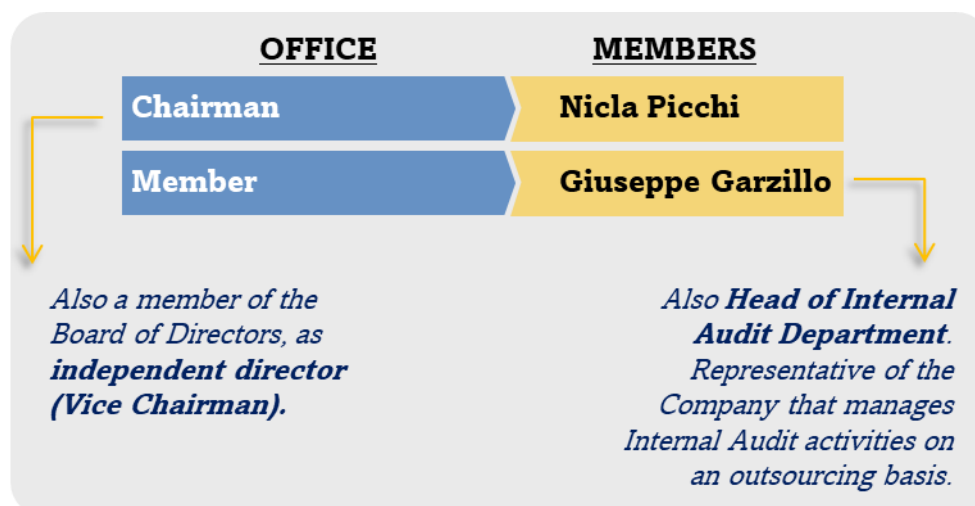 OFFICE MEMBERS
Chairman Nicla Picchi
Member Giuseppe Garzillo
Also a member of the
Board of Directors, as
independent director
(Vice Chairman).
Also Head of Internal
Audit Department.
Representative of the
Company that manages
Internal Audit activities on
an outsourcing basis.